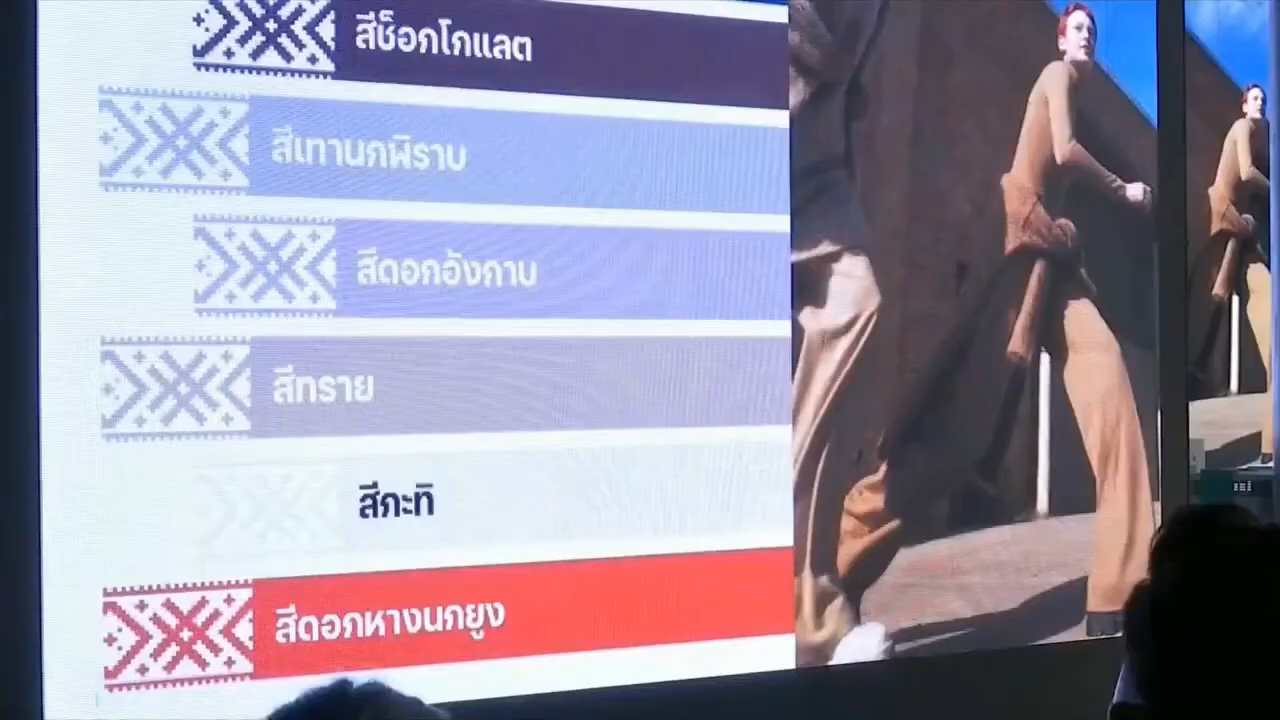 สีช็อกโกแลต
สีเทานกพิราบ
สีดอกอังกาบ
สีทราย
สีกะทิ
สีดอกหางนกยูง